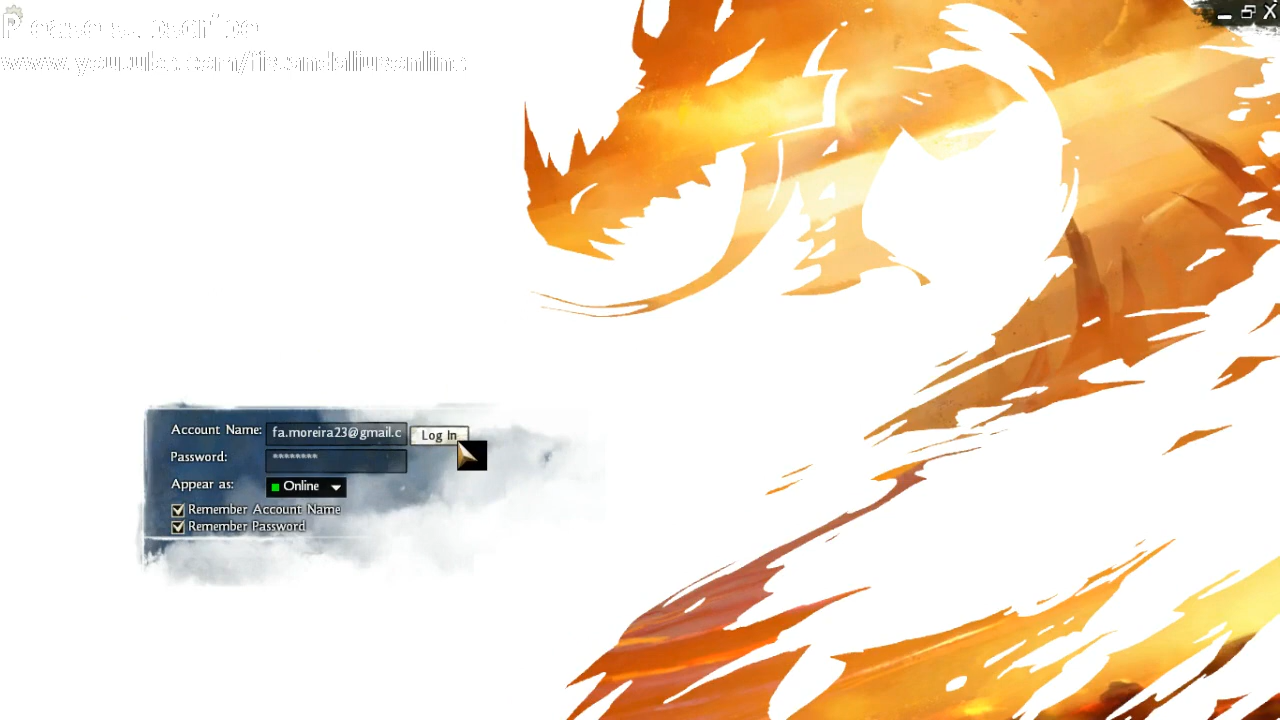 Please subscribe
Account Name: fa.moreira23@gmail.c Log In
Password: ********
Appear as: Online
Remember Account Name
Remember Password